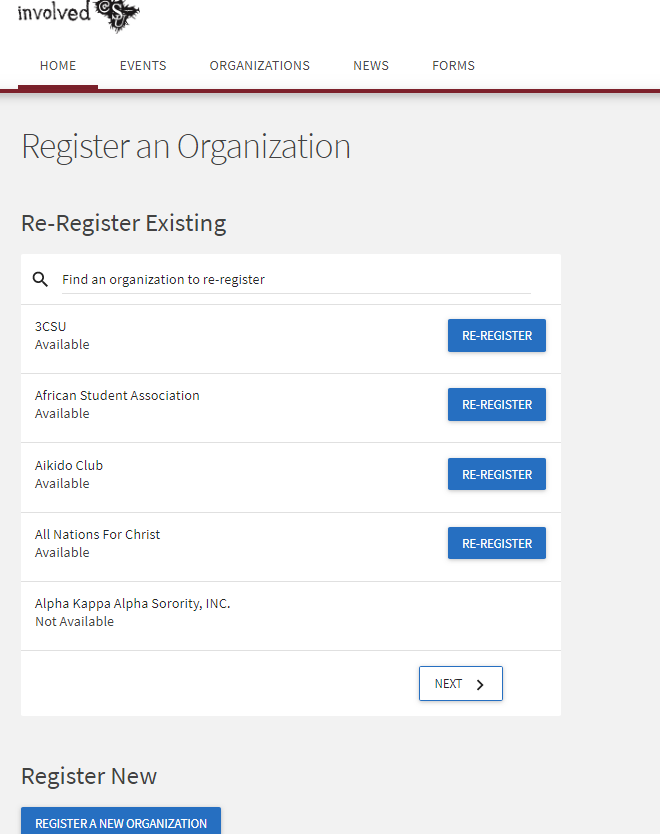 involved
CSU
HOME EVENTS ORGANIZATIONS NEWS FORMS
Register an Organization
Re-Register Existing
Find an organization to re-register
3CSU
Available
RE-REGISTER
African Student Association
Available
RE-REGISTER
Aikido Club
Available
RE-REGISTER
All Nations For Christ
Available
RE-REGISTER
Alpha Kappa Alpha Sorority, INC.
Not Available
NEXT
Register New
REGISTER A NEW ORGANIZATION